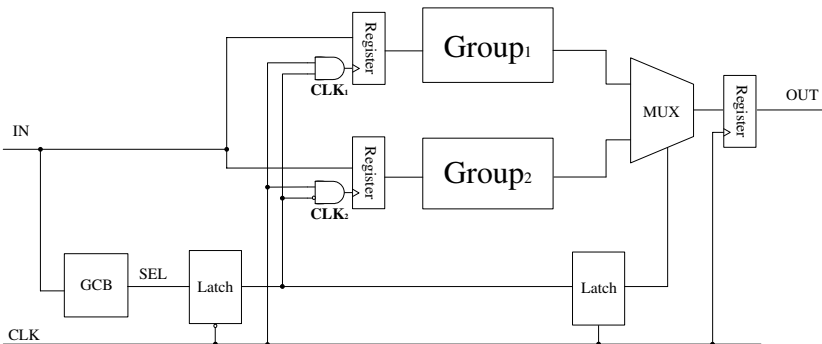 Register
Group1
CLK1
MUX
Register
OUT
IN
Register
Group2
CLK2
GCB
SEL
Latch
Latch
CLK